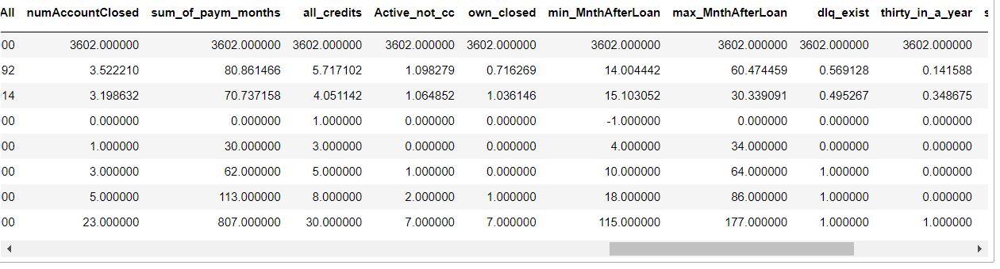 All numAccountClosed sum_of_paym_months all_credits Active_not_cc own_closed min_MnthAfterLoan max_MnthAfterLoan dlq_exist thirty_in_a_year s
00 3602.000000 3602.000000 3602.000000 3602.000000 3602.000000 3602.000000 3602.000000 3602.000000 3602.000000
92 3.522210 80.861466 5.717102 1.098279 0.716269 14.004442 60.474459 0.569128 0.141588
14 3.198632 70.737158 4.051142 1.064852 1.036146 15.103052 30.339091 0.495267 0.348675
00 0.000000 0.000000 1.000000 0.000000 0.000000 -1.000000 0.000000 0.000000 0.000000
00 1.000000 30.000000 3.000000 0.000000 0.000000 4.000000 34.000000 0.000000 0.000000
00 3.000000 62.000000 5.000000 1.000000 0.000000 10.000000 64.000000 1.000000 0.000000
00 5.000000 113.000000 8.000000 2.000000 1.000000 18.000000 86.000000 1.000000 0.000000
00 23.000000 807.000000 30.000000 7.000000 7.000000 115.000000 177.000000 1.000000 1.000000